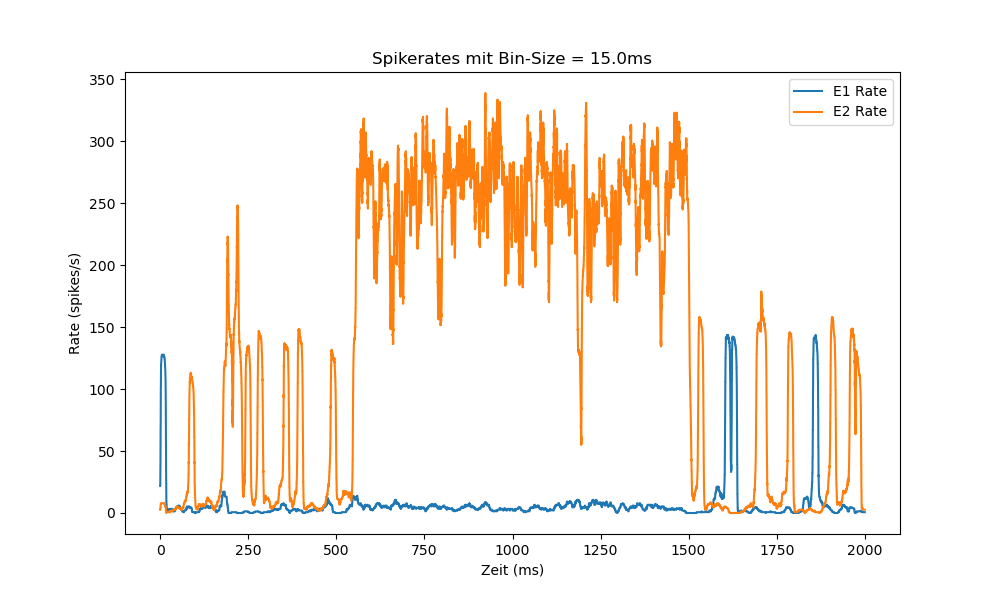 Spikerates mit Bin-Size = 15.0ms
E1 Rate
E2 Rate
Rate (spikes/s)
350
300
250
200
150
100
50
0
0 250 500 750 1000 1250 1500 1750 2000
Zeit (ms)